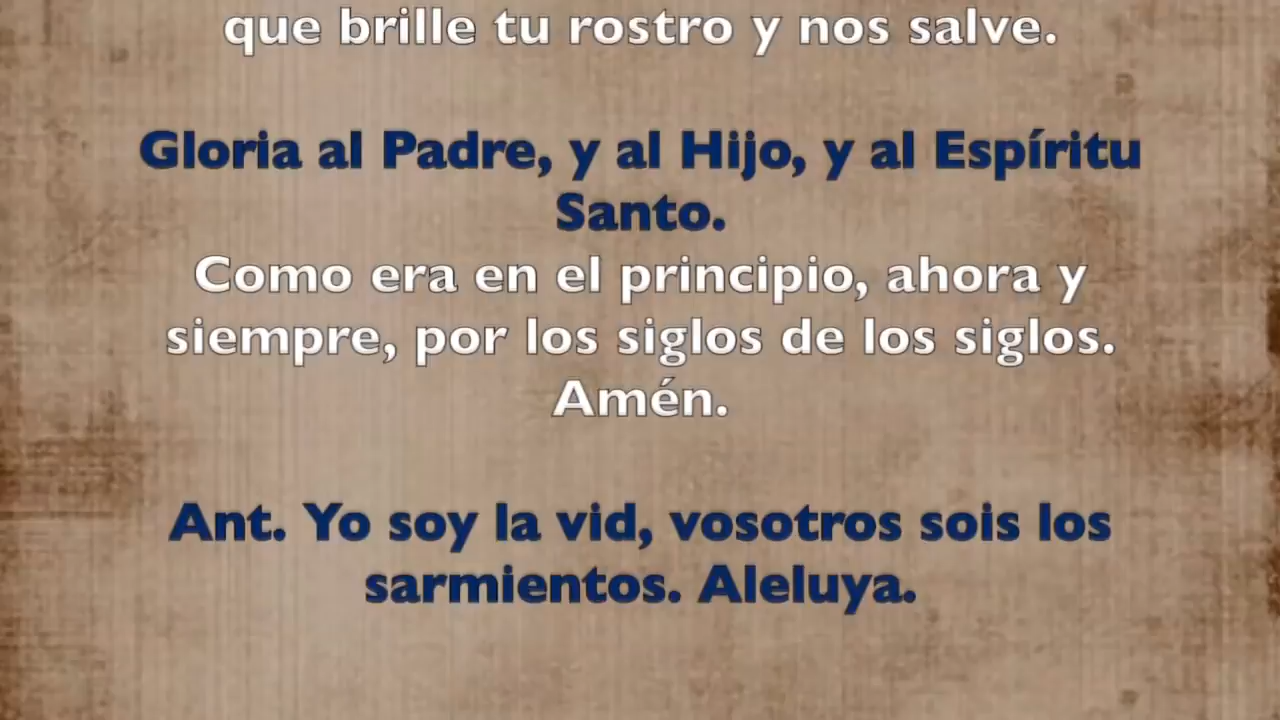 que brille tu rostro y nos salve.
Gloria al Padre, y al Hijo, y al Espíritu
Santo.
Como era en el principio, ahora y
siempre, por los siglos de los siglos.
Amén.
Ant. Yo soy la vid, vosotros sois los
sarmientos. Aleluya.